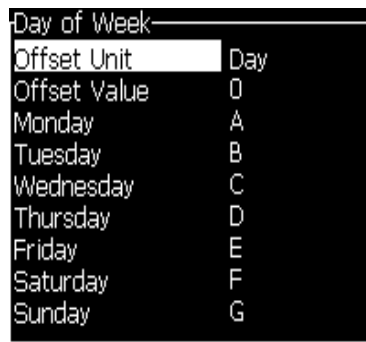 Day of Week
Offset Unit Day
Offset Value 0
Monday A
Tuesday B
Wednesday C
Thursday D
Friday E
Saturday F
Sunday G